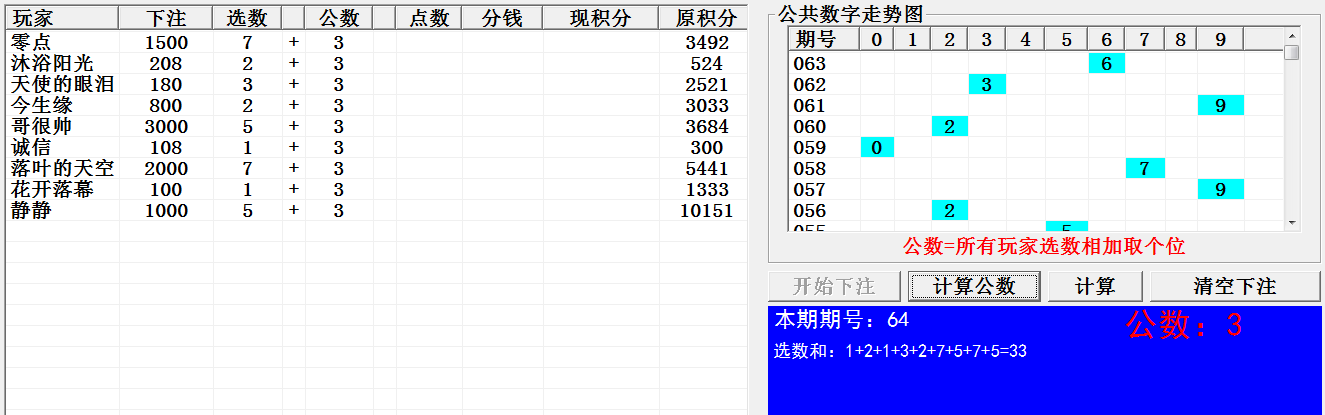 玩家 下注 选数 公数 点数 分钱 现积分 原积分
零点 1500 7 + 3 3492
沐浴阳光 208 2 + 3 524
天使的眼泪 180 3 + 3 2521
今生缘 800 2 + 3 3033
哥很帅 3000 5 + 3 3684
诚信 108 1 + 3 300
落叶的天空 2000 7 + 3 5441
花开落幕 100 1 + 3 1333
静静 1000 5 + 3 10151
公共数字走势图
期号 0 1 2 3 4 5 6 7 8 9
063 6
062 3
061 9
060 2
059 0
058 7
057 9
056 2
055 5
公数=所有玩家选数相加取个位
开始下注 计算公数 计算 清空下注
本期期号：64 公数：3
选数和：1+2+1+3+2+7+5+7+5=33